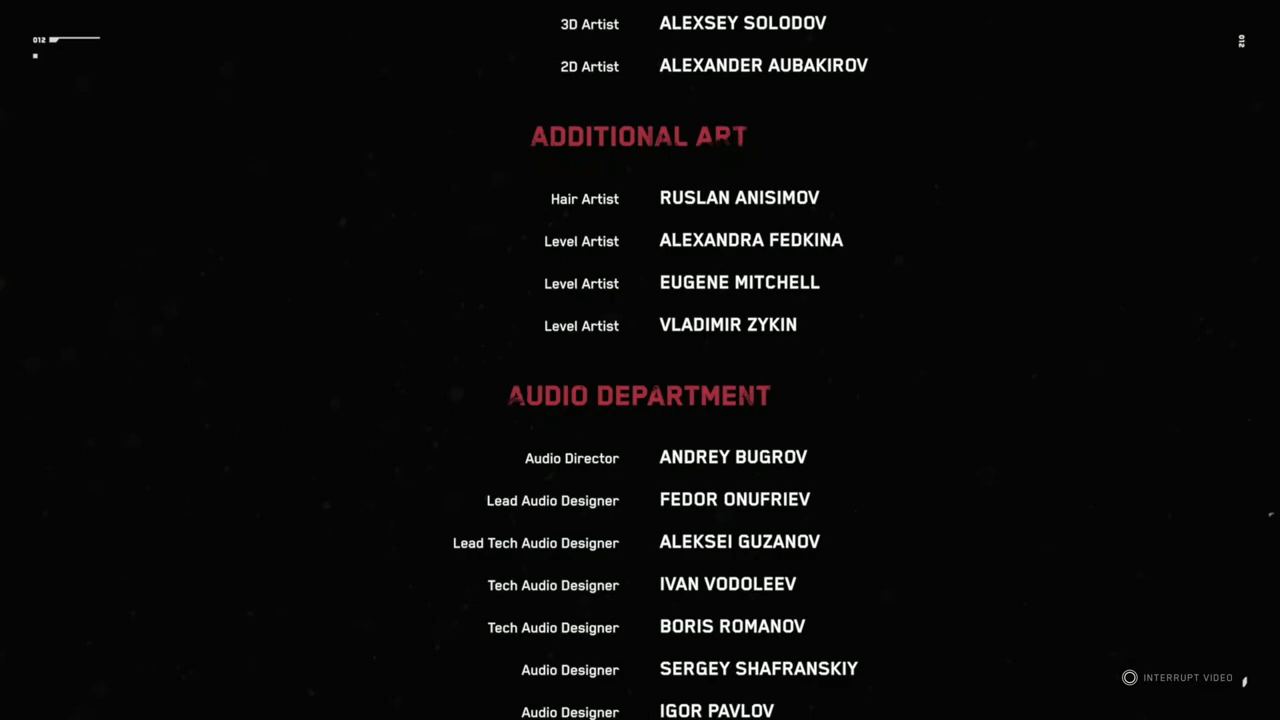 3D Artist ALEXSEY SOLODOV
012
012
2D Artist ALEXANDER AUBAKIROV
ADDITIONAL ART
Hair Artist RUSLAN ANISIMOV
Level Artist ALEXANDRA FEDKINA
Level Artist EUGENE MITCHELL
Level Artist VLADIMIR ZYKIN
AUDIO DEPARTMENT
Audio Director ANDREY BUGROV
Lead Audio Designer FEDOR ONUFRIEV
Lead Tech Audio Designer ALEKSEI GUZANOV
Tech Audio Designer IVAN VODOLEEV
Tech Audio Designer BORIS ROMANOV
Audio Designer SERGEY SHAFRANSKIY
INTERRUPT VIDEO
Audio Designer IGOR PAVLOV